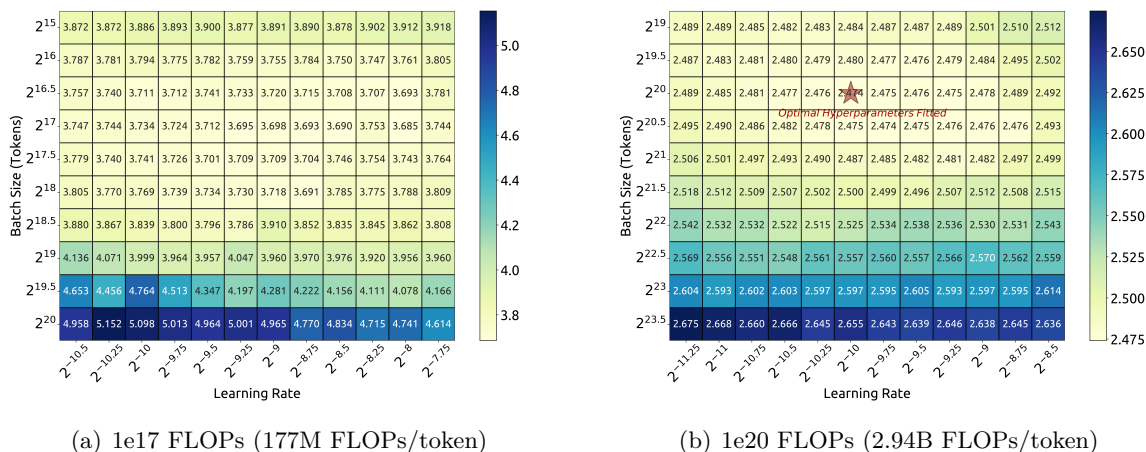 2^15 3.872 3.872 3.886 3.893 3.900 3.877 3.891 3.890 3.878 3.902 3.912 3.918
2^16 3.787 3.781 3.794 3.775 3.782 3.759 3.755 3.784 3.750 3.747 3.761 3.805
2^16.5 3.757 3.740 3.711 3.712 3.741 3.733 3.720 3.715 3.708 3.707 3.693 3.781
2^17 3.747 3.744 3.734 3.724 3.712 3.695 3.698 3.693 3.690 3.753 3.685 3.744
2^17.5 3.779 3.740 3.741 3.726 3.701 3.709 3.709 3.704 3.746 3.754 3.743 3.764
2^18 3.805 3.770 3.769 3.739 3.734 3.730 3.713 3.691 3.785 3.775 3.788 3.809
2^18.5 3.880 3.867 3.839 3.800 3.796 3.786 3.910 3.852 3.835 3.845 3.862 3.808
2^19 4.136 4.071 3.999 3.964 3.957 4.047 3.960 3.970 3.976 3.920 3.956 3.960
2^19.5 4.653 4.456 4.764 4.513 4.347 4.197 4.281 4.222 4.156 4.111 4.078 4.166
2^20 4.958 5.152 5.098 5.013 4.964 5.001 4.965 4.770 4.834 4.715 4.741 4.614
2^-10.5 2^-10.25 2^-10 2^-9.75 2^-9.5 2^-9.25 2^-9 2^-8.75 2^-8.5 2^-8.25 2^-8 2^-7.75
Learning Rate
Batch Size (Tokens)
5.0
4.8
4.6
4.4
4.2
4.0
3.8
(a) 1e17 FLOPs (177M FLOPs/token)
2^19 2.489 2.489 2.485 2.482 2.484 2.484 2.487 2.487 2.489 2.501 2.510 2.512
2^19.5 2.487 2.483 2.481 2.480 2.479 2.480 2.477 2.476 2.479 2.484 2.495 2.502
2^20 2.489 2.485 2.481 2.477 2.476 2.474 2.475 2.475 2.476 2.478 2.489 2.492
Optimal Hyperparameters Fitted
2^20.5 2.495 2.490 2.486 2.482 2.478 2.475 2.474 2.475 2.476 2.476 2.476 2.493
2^21 2.506 2.501 2.497 2.493 2.490 2.487 2.485 2.482 2.481 2.482 2.497 2.499
2^21.5 2.518 2.512 2.509 2.507 2.502 2.500 2.499 2.496 2.507 2.512 2.508 2.515
2^22 2.542 2.532 2.522 2.515 2.525 2.534 2.538 2.536 2.530 2.531 2.543
2^22.5 2.569 2.556 2.551 2.548 2.561 2.557 2.560 2.557 2.566 2.570 2.562 2.559
2^23 2.604 2.593 2.602 2.603 2.597 2.597 2.595 2.605 2.593 2.597 2.595 2.614
2^23.5 2.675 2.668 2.660 2.666 2.645 2.655 2.643 2.639 2.646 2.638 2.645 2.636
2^-11.25 2^-11 2^-10.75 2^-10.5 2^-10.25 2^-10 2^-9.75 2^-9.5 2^-9.25 2^-9 2^-8.75 2^-8.5
Learning Rate
Batch Size (Tokens)
2.650
2.625
2.600
2.575
2.550
2.525
2.500
2.475
(b) 1e20 FLOPs (2.94B FLOPs/token)